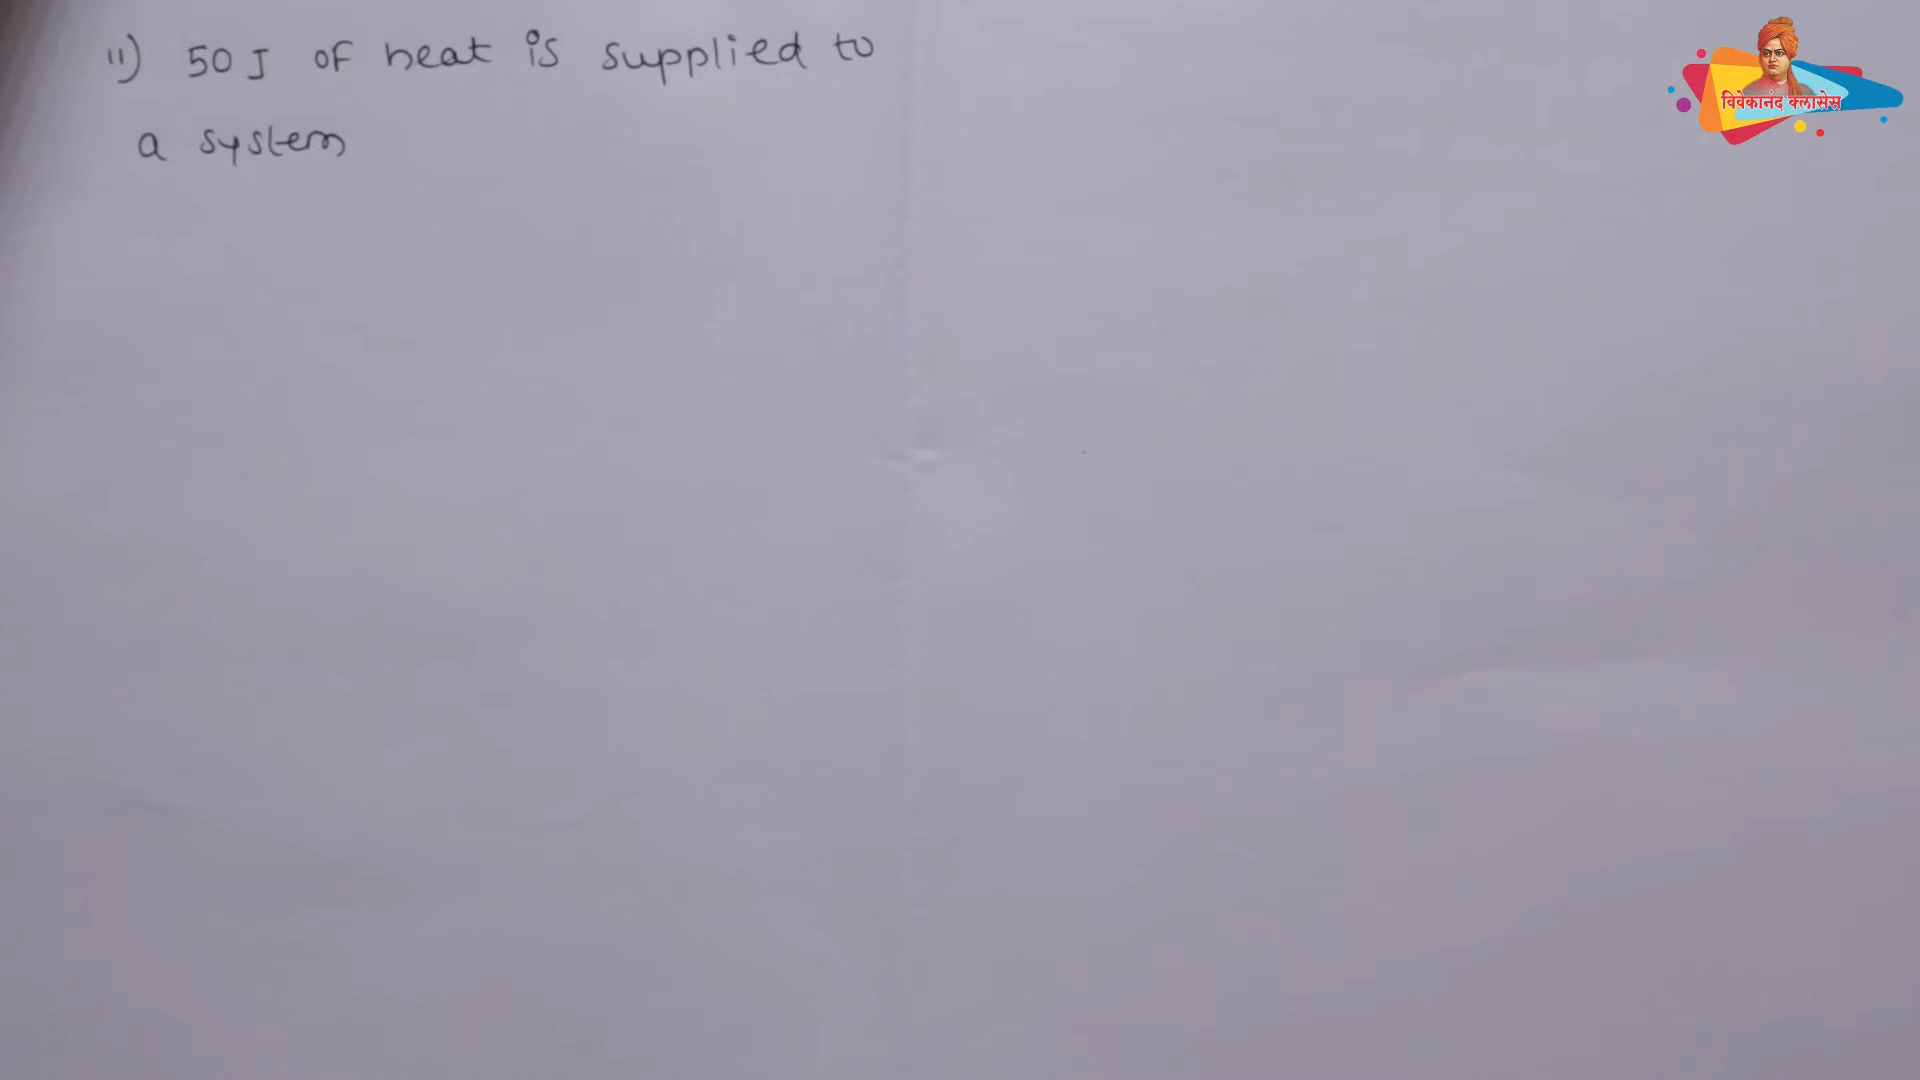 11) 50 J of heat is supplied to
a system
विवेकानंद क्लासेस